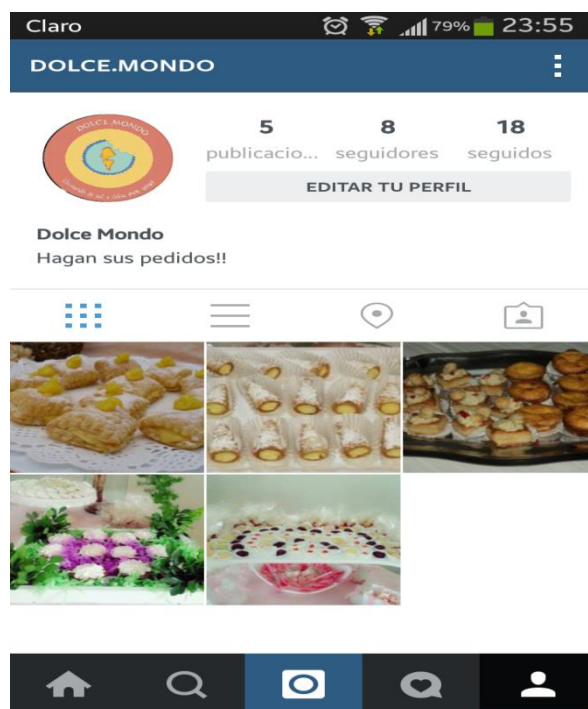 Claro 79% 23:55
DOLCE.MONDO
DOLCE MONDO
5 8 18
publicacio... seguidores seguidos
EDITAR TU PERFIL
Dolce Mondo
Hagan sus pedidos!!